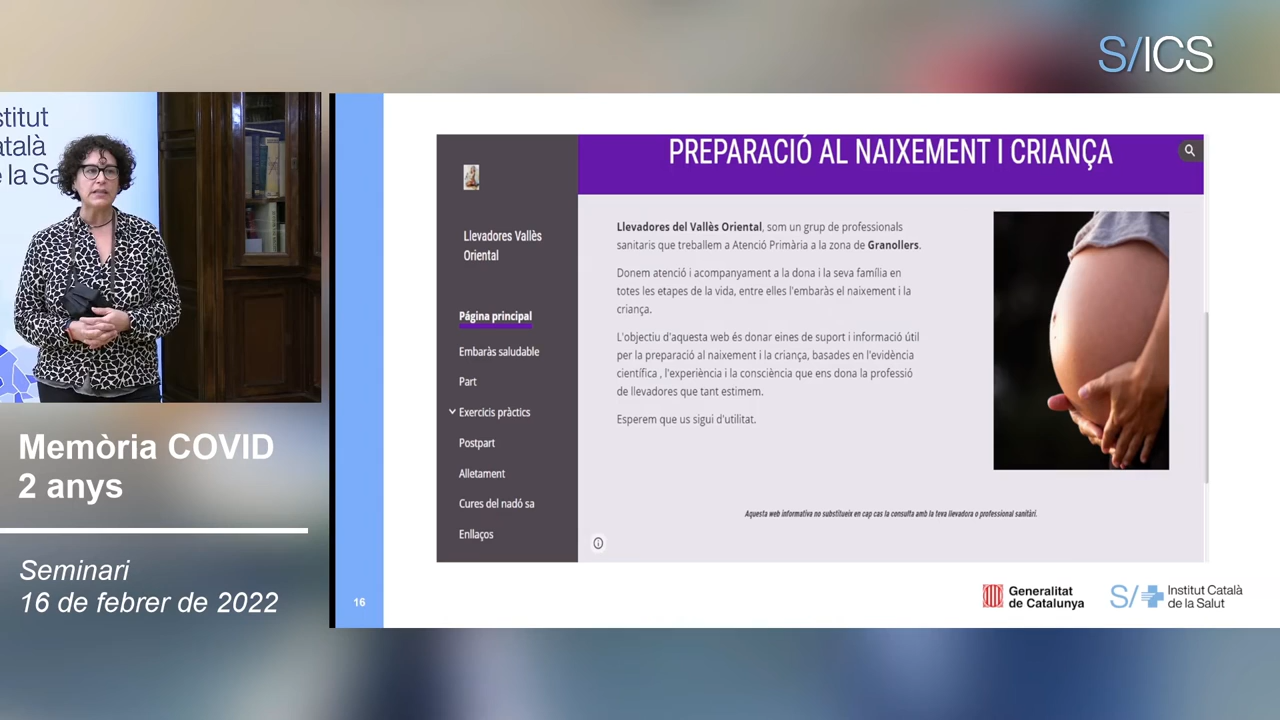 S/ICS
stitut
atalà
e la Sa
Memòria COVID
2 anys
Seminari
16 de febrer de 2022
PREPARACIÓ AL NAIXEMENT I CRIANÇA
Llevadores Vallès
Oriental
Página principal
Embaràs saludable
Part
Exercicis pràctics
Postpart
Alletament
Cures del nadó sa
Enllaços
Llevadores del Vallès Oriental, som un grup de professionals
sanitaris que treballem a Atenció Primària a la zona de Granollers.
Donem atenció i acompanyament a la dona i la seva família en
totes les etapes de la vida, entre elles l'embaràs el naixement i la
criança.
L'objectiu d'aquesta web és donar eines de suport i informació útil
per la preparació al naixement i la criança, basades en l'evidència
científica , l'experiència i la consciència que ens dona la professió
de llevadores que tant estimem.
Esperem que us sigui d'utilitat.
Aquesta web informativa no substitueix en cap cas la consulta amb la teva llevadora o professional sanitàri.
16
Generalitat
de Catalunya
S/
Institut Català
de la Salut